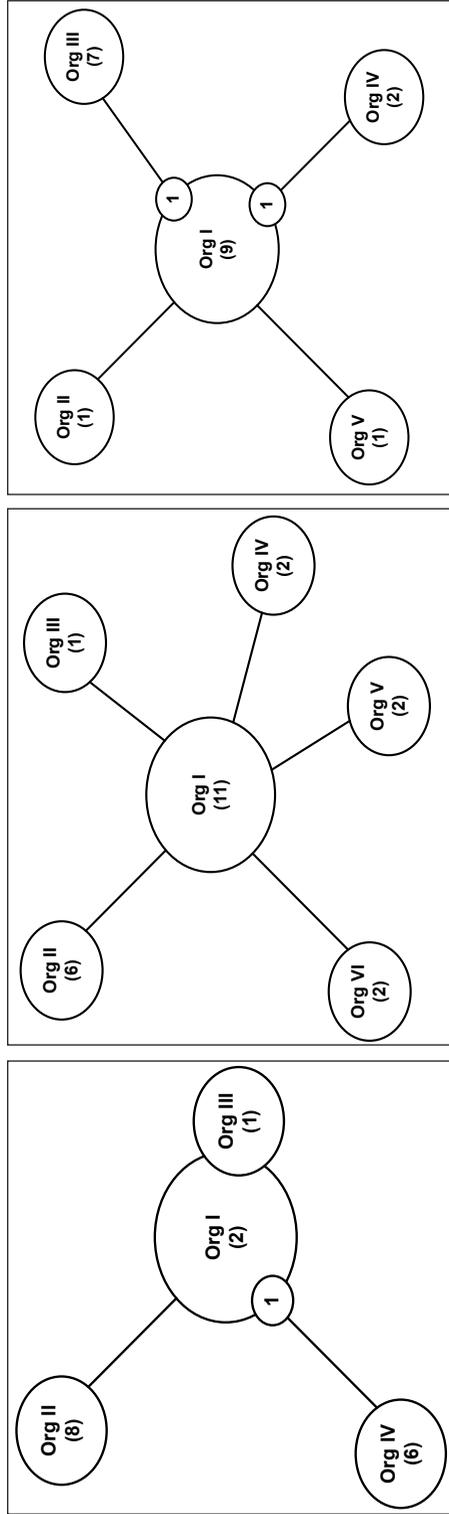 Org II
(8)
Org I
(2)
Org III
(1)
1
Org IV
(6)
Org II
(6)
Org III
(1)
Org I
(11)
Org IV
(2)
Org V
(2)
Org VI
(2)
Org II
(1)
Org III
(7)
1
Org I
(9)
1
Org V
(1)
Org IV
(2)